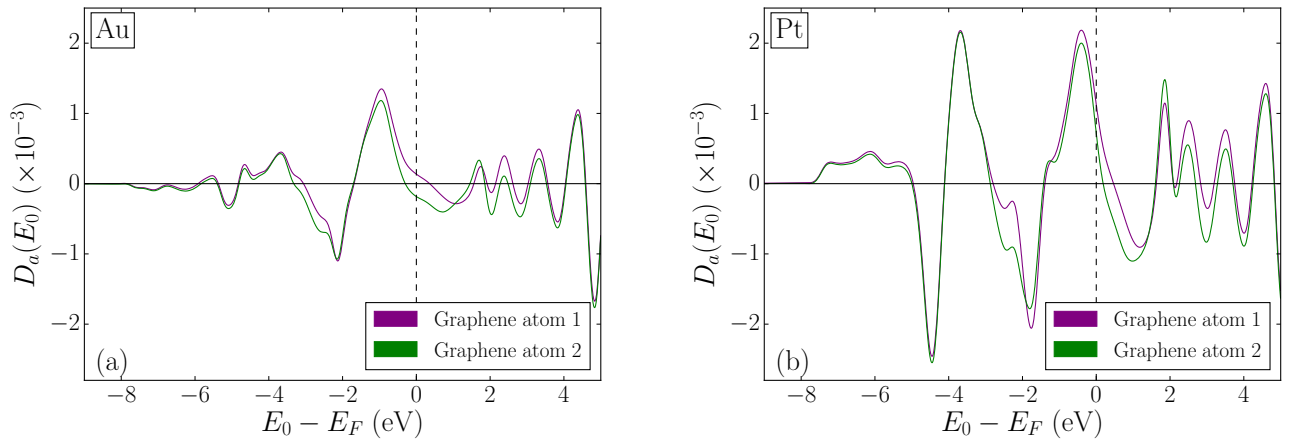 Au
D_a(E_0) (×10^{-3})
2
1
0
−1
−2
Graphene atom 1
Graphene atom 2
(a)
−8 −6 −4 −2 0 2 4
E_0 − E_F (eV)
Pt
D_a(E_0) (×10^{-3})
2
1
0
−1
−2
Graphene atom 1
Graphene atom 2
(b)
−8 −6 −4 −2 0 2 4
E_0 − E_F (eV)